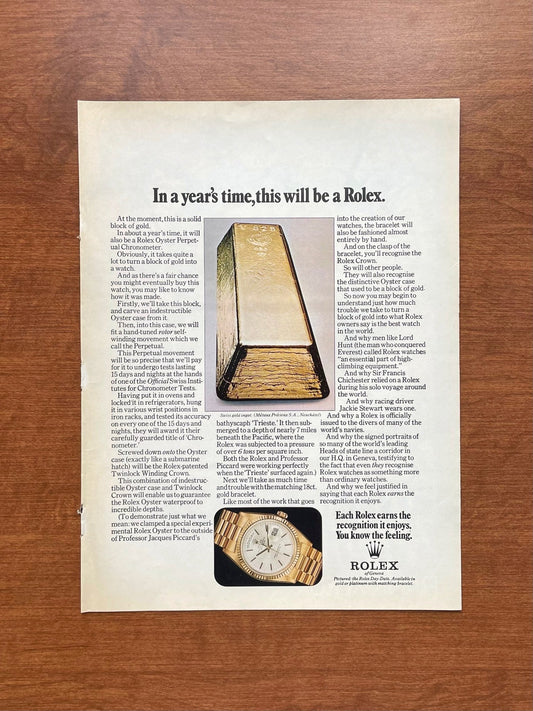 In a year's time, this will be a Rolex.
At the moment, this is a solid
block of gold.
In about a year's time, it will
also be a Rolex Oyster Perpet-
ual Chronometer.
Obviously, it takes quite a
lot to turn a block of gold into
a watch.
And as there's a fair chance
you might eventually buy this
watch, you may like to know
how it was made.
Firstly, we'll take this block,
and carve an indestructible
Oyster case from it.
Then, into this case, we will
fit a hand-tuned rotor self-
winding movement which we
call the Perpetual.
This Perpetual movement
will be so precise that we'll pay
for it to undergo tests lasting
15 days and nights at the hands
of one of the Official Swiss Insti-
tutes for Chronometer Tests.
Having put it in ovens and
locked it in refrigerators, hung
it in various wrist positions in
iron racks, and tested its accuracy
on every one of the 15 days and
nights, they will award it their
carefully guarded title of 'Chro-
nometer.'
Screwed down onto the Oyster
case (exactly like a submarine
hatch) will be the Rolex-patented
Twinlock Winding Crown.
This combination of indestruc-
tible Oyster case and Twinlock
Crown will enable us to guarantee
the Rolex Oyster waterproof to
incredible depths.
(To demonstrate just what we
mean: we clamped a special experi-
mental Rolex Oyster to the outside
of Professor Jacques Piccard's
Swiss gold ingot. (Métaux Précieux S.A., Neuchâtel)
bathyscaph 'Trieste.' It then sub-
merged to a depth of nearly 7 miles
beneath the Pacific, where the
Rolex was subjected to a pressure
of over 6 tons per square inch.
Both the Rolex and Professor
Piccard were working perfectly
when the 'Trieste' surfaced again.)
Next we'll take as much time
and trouble with the matching 18ct.
gold bracelet.
Like most of the work that goes
into the creation of our
watches, the bracelet will
also be fashioned almost
entirely by hand.
And on the clasp of the
bracelet, you'll recognise the
Rolex Crown.
So will other people.
They will also recognise
the distinctive Oyster case
that used to be a block of gold.
So now you may begin to
understand just how much
trouble we take to turn a
block of gold into what Rolex
owners say is the best watch
in the world.
And why men like Lord
Hunt (the man who conquered
Everest) called Rolex watches
"an essential part of high-
climbing equipment."
And why Sir Francis
Chichester relied on a Rolex
during his solo voyage around
the world.
And why racing driver
Jackie Stewart wears one.
And why a Rolex is officially
issued to the divers of many of the
world's navies.
And why the signed portraits of
so many of the world's leading
Heads of state line a corridor in
our H.Q. in Geneva, testifying to
the fact that even they recognise
Rolex watches as something more
than ordinary watches.
And why we feel justified in
saying that each Rolex earns the
recognition it enjoys.
Each Rolex earns the
recognition it enjoys.
You know the feeling.
ROLEX
of Geneva
Pictured: the Rolex Day-Date. Available in
gold or platinum with matching bracelet.